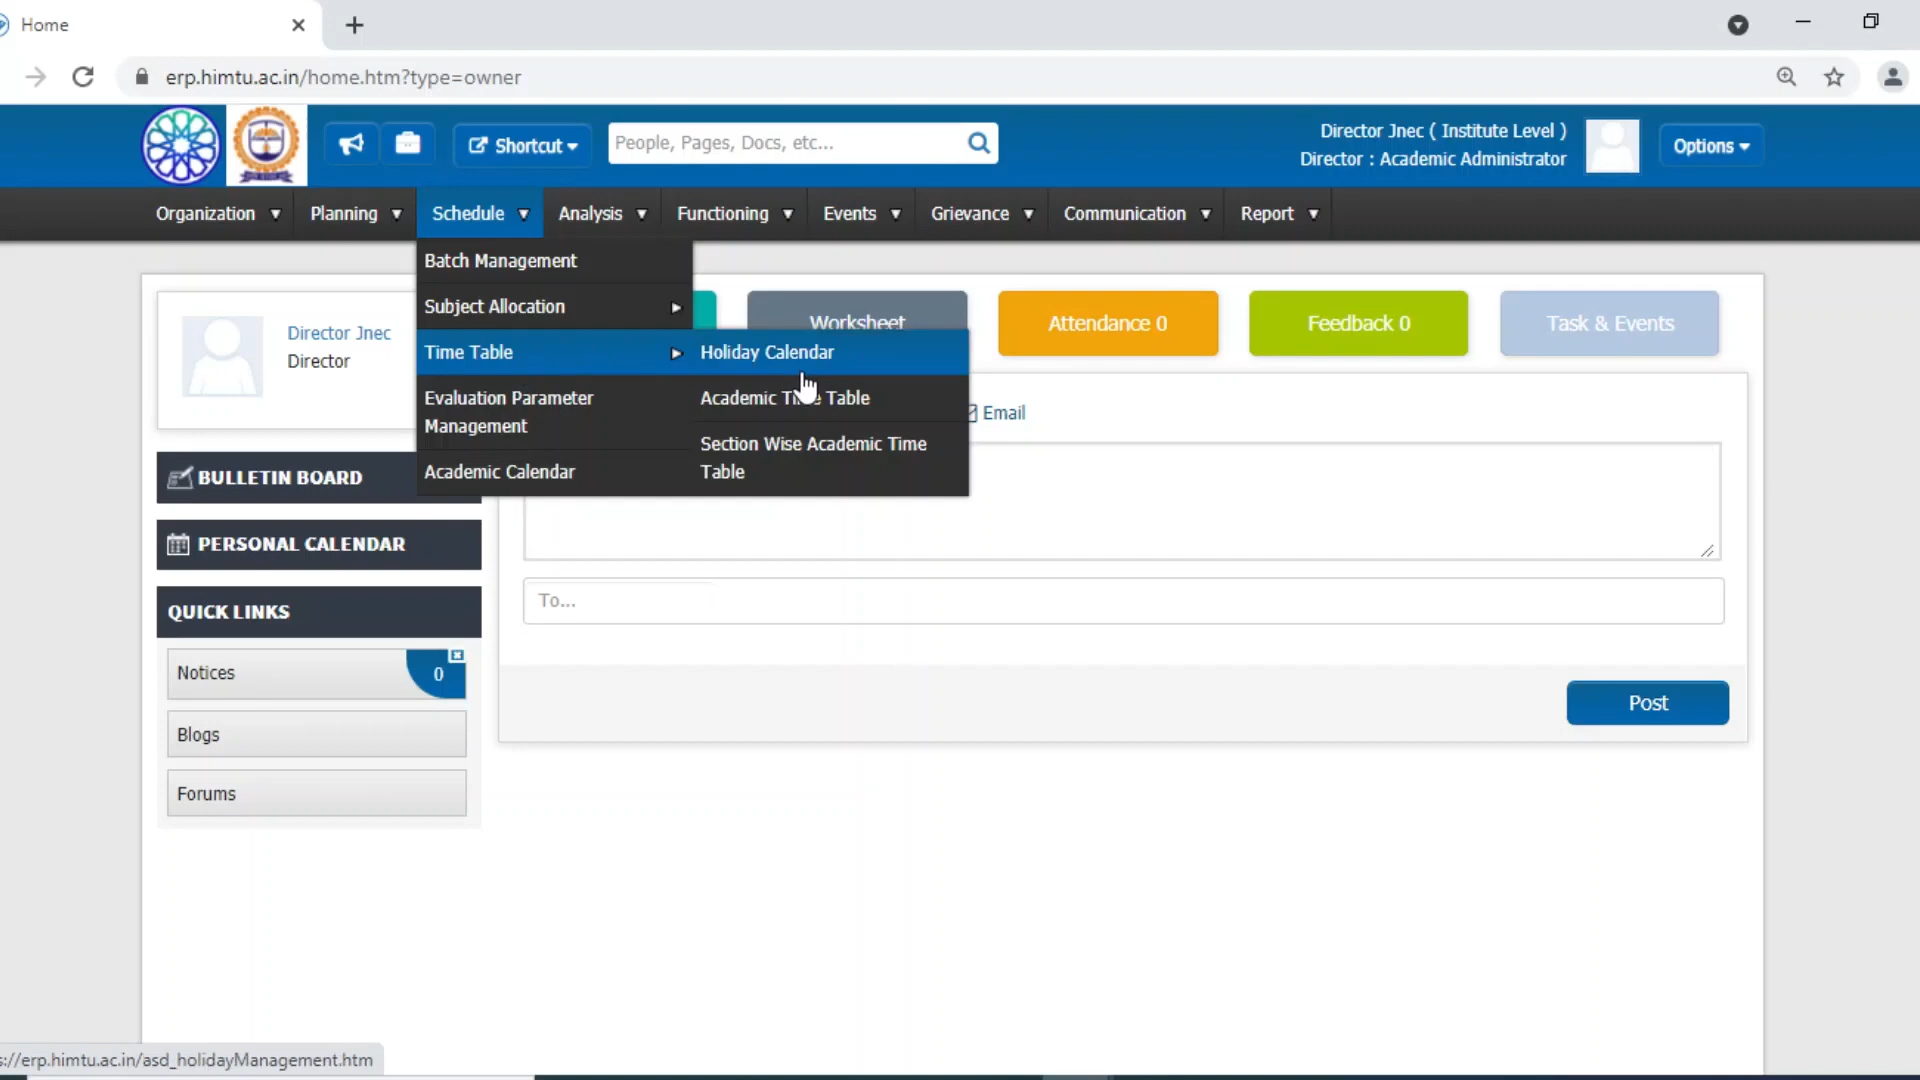 Home
erp.himtu.ac.in/home.htm?type=owner
Shortcut
People, Pages, Docs, etc...
Director Jnec ( Institute Level )
Director : Academic Administrator
Options
Organization
Planning
Schedule
Analysis
Functioning
Events
Grievance
Communication
Report
Batch Management
Subject Allocation
Time Table
Evaluation Parameter
Management
Academic Calendar
Holiday Calendar
Academic Time Table
Section Wise Academic Time
Table
Director Jnec
Director
Worksheet
Attendance 0
Feedback 0
Task & Events
Email
BULLETIN BOARD
PERSONAL CALENDAR
QUICK LINKS
Notices
0
Blogs
Forums
To...
Post
s://erp.himtu.ac.in/asd_holidayManagement.htm